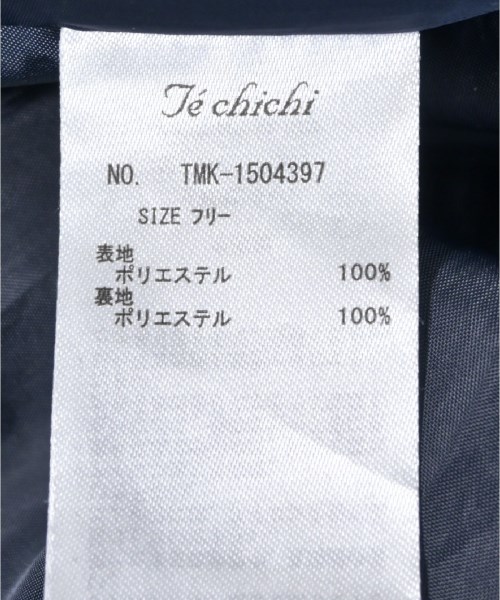 Té chichi
NO. TMK-1504397
SIZE フリー
表地
ポリエステル 100%
裏地
ポリエステル 100%